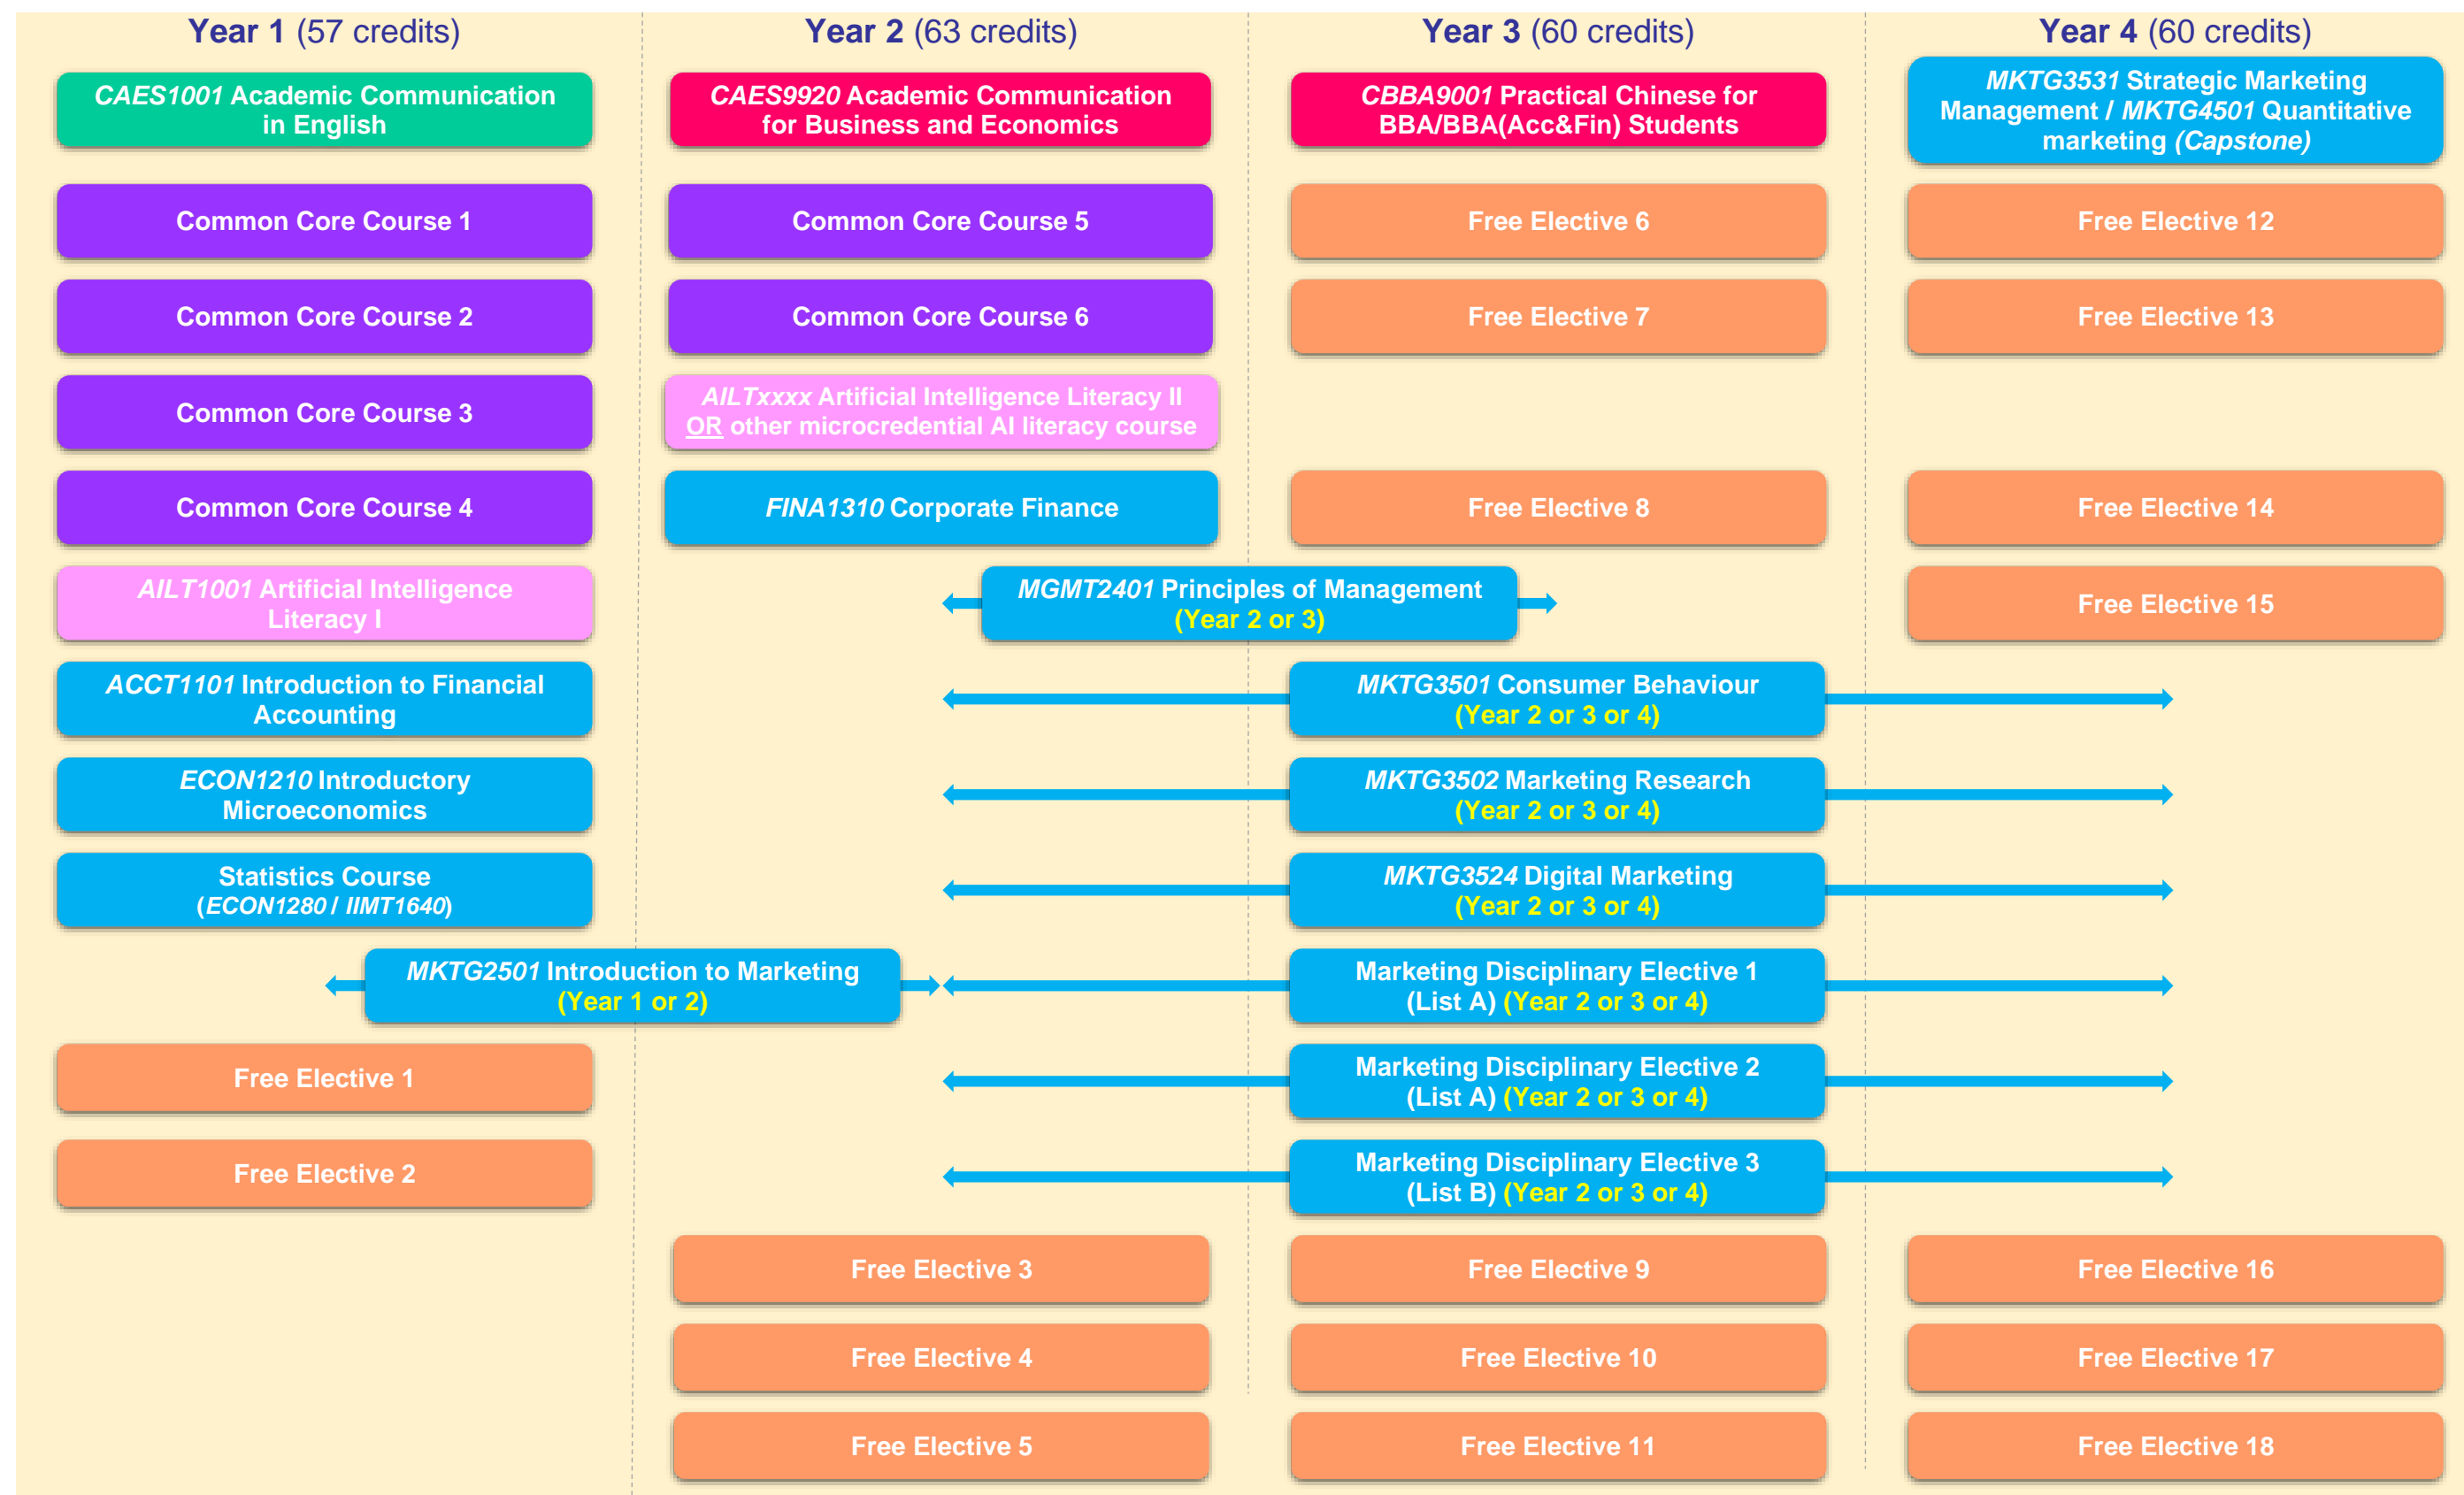 Year 1 (57 credits)
CAES1001 Academic Communication
in English
Common Core Course 1
Common Core Course 2
Common Core Course 3
Common Core Course 4
AILT1001 Artificial Intelligence
Literacy I
ACCT1101 Introduction to Financial
Accounting
ECON1210 Introductory
Microeconomics
Statistics Course
(ECON1280 / IIMT1640)
MKTG2501 Introduction to Marketing
(Year 1 or 2)
Free Elective 1
Free Elective 2
Year 2 (63 credits)
CAES9920 Academic Communication
for Business and Economics
Common Core Course 5
Common Core Course 6
AILTxxxx Artificial Intelligence Literacy II
OR other microcredential AI literacy course
FINA1310 Corporate Finance
MGMT2401 Principles of Management
(Year 2 or 3)
Free Elective 3
Free Elective 4
Free Elective 5
Year 3 (60 credits)
CBBA9001 Practical Chinese for
BBA/BBA(Acc&Fin) Students
Free Elective 6
Free Elective 7
Free Elective 8
MKTG3501 Consumer Behaviour
(Year 2 or 3 or 4)
MKTG3502 Marketing Research
(Year 2 or 3 or 4)
MKTG3524 Digital Marketing
(Year 2 or 3 or 4)
Marketing Disciplinary Elective 1
(List A) (Year 2 or 3 or 4)
Marketing Disciplinary Elective 2
(List A) (Year 2 or 3 or 4)
Marketing Disciplinary Elective 3
(List B) (Year 2 or 3 or 4)
Free Elective 9
Free Elective 10
Free Elective 11
Year 4 (60 credits)
MKTG3531 Strategic Marketing
Management / MKTG4501 Quantitative
marketing (Capstone)
Free Elective 12
Free Elective 13
Free Elective 14
Free Elective 15
Free Elective 16
Free Elective 17
Free Elective 18